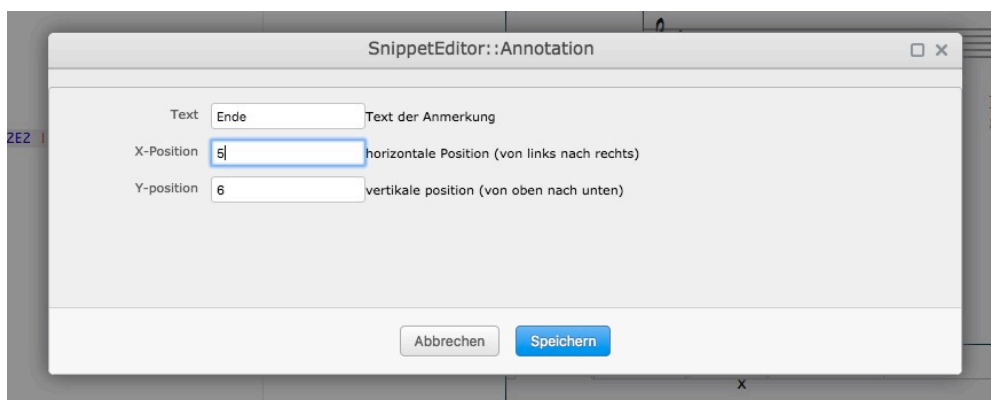 SnippetEditor::Annotation
Text Ende Text der Anmerkung
2E2 |
X-Position 5 horizontale Position (von links nach rechts)
Y-position 6 vertikale position (von oben nach unten)
Abbrechen Speichern
x